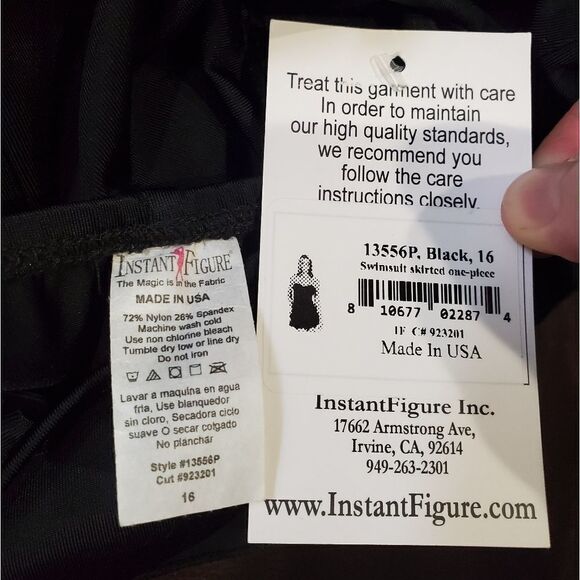 INSTANT FIGURE
The Magic is in the Fabric
MADE IN USA
72% Nylon 28% Spandex
Machine wash cold
Use non chlorine bleach
Tumble dry low or line dry
Do not iron
Lavar a maquina en agua
fria, Use blanqueador
sin cloro, Secadora ciclo
suave O secar colgado
No planchar
Style #13556P
Cut #923201
16
Treat this garment with care
In order to maintain
our high quality standards,
we recommend you
follow the care
instructions closely.
13556P, Black, 16
Swimsuit skirted one-piece
8 10677 02287 4
IF C# 923201
Made In USA
InstantFigure Inc.
17662 Armstrong Ave,
Irvine, CA, 92614
949-263-2301
www.InstantFigure.com